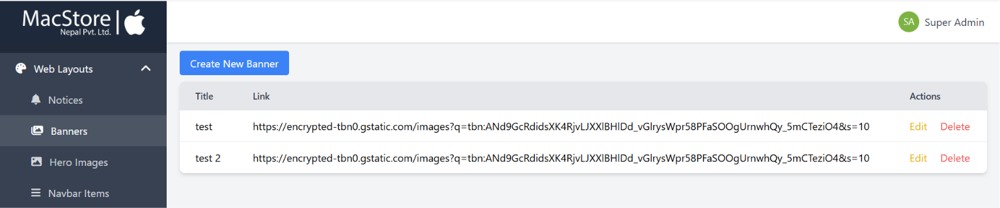 MacStore
Nepal Pvt. Ltd.
SA Super Admin
Web Layouts
Notices
Banners
Hero Images
Navbar Items
Create New Banner
Title Link Actions
test https://encrypted-tbn0.gstatic.com/images?q=tbn:ANd9GcRdidsXK4RjvLJXXlBHlDd_vGlrysWpr58PFaSOOgUrnwhQy_5mCTeziO4&s=10 Edit Delete
test 2 https://encrypted-tbn0.gstatic.com/images?q=tbn:ANd9GcRdidsXK4RjvLJXXlBHlDd_vGlrysWpr58PFaSOOgUrnwhQy_5mCTeziO4&s=10 Edit Delete